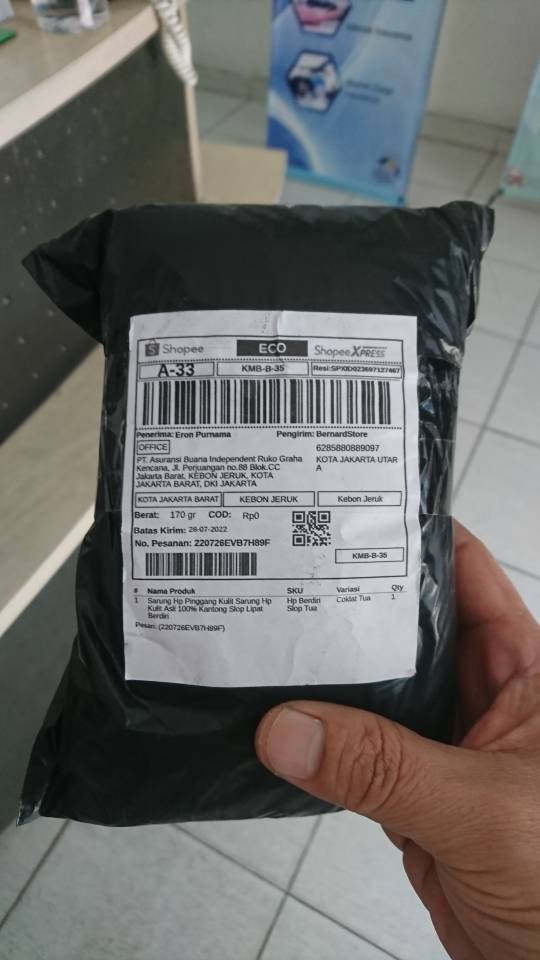 Shopee ECO Shopee XPRESS
A-33 KMB-B-35 Resi:SPXID023697127467
Penerima: Eron Purnama Pengirim: BernardStore
OFFICE 6285880889097
PT. Asuransi Buana Independent Ruko Graha KOTA JAKARTA UTAR
Kencana, Jl. Perjuangan no.88 Blok.CC A
Jakarta Barat, KEBON JERUK, KOTA
JAKARTA BARAT, DKI JAKARTA
KOTA JAKARTA BARAT KEBON JERUK Kebon Jeruk
Berat: 170 gr COD: Rp0
Batas Kirim: 28-07-2022
No. Pesanan: 220726EVB7H89F
KMB-B-35
# Nama Produk SKU Variasi Qty
1 Sarung Hp Pinggang Kulit Sarung Hp Hp Berdiri Coklat Tua 1
Kulit Asli 100% Kantong Slop Lipat Slop Tua
Berdiri
Pesan: (220726EVB7H89F)